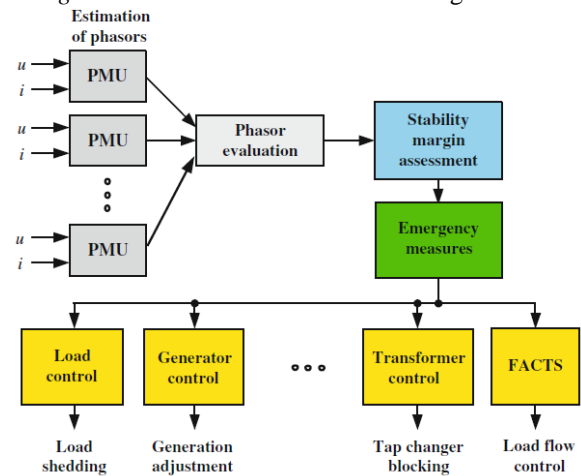 Estimation
of phasors
u
i
PMU
u
i
PMU
u
i
PMU
Phasor
evaluation
Stability
margin
assessment
Emergency
measures
Load
control
Generator
control
Transformer
control
FACTS
Load
shedding
Generation
adjustment
Tap changer
blocking
Load flow
control